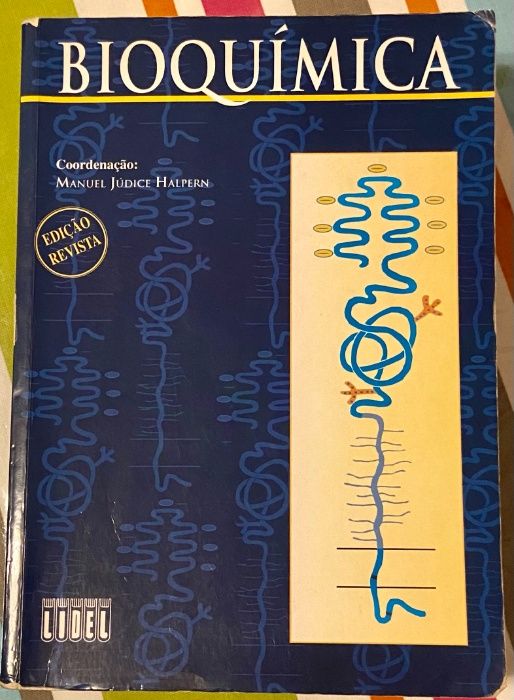 BIOQUÍMICA
Coordenação:
MANUEL JÚDICE HALPERN
EDIÇÃO
REVISTA
LIDEL